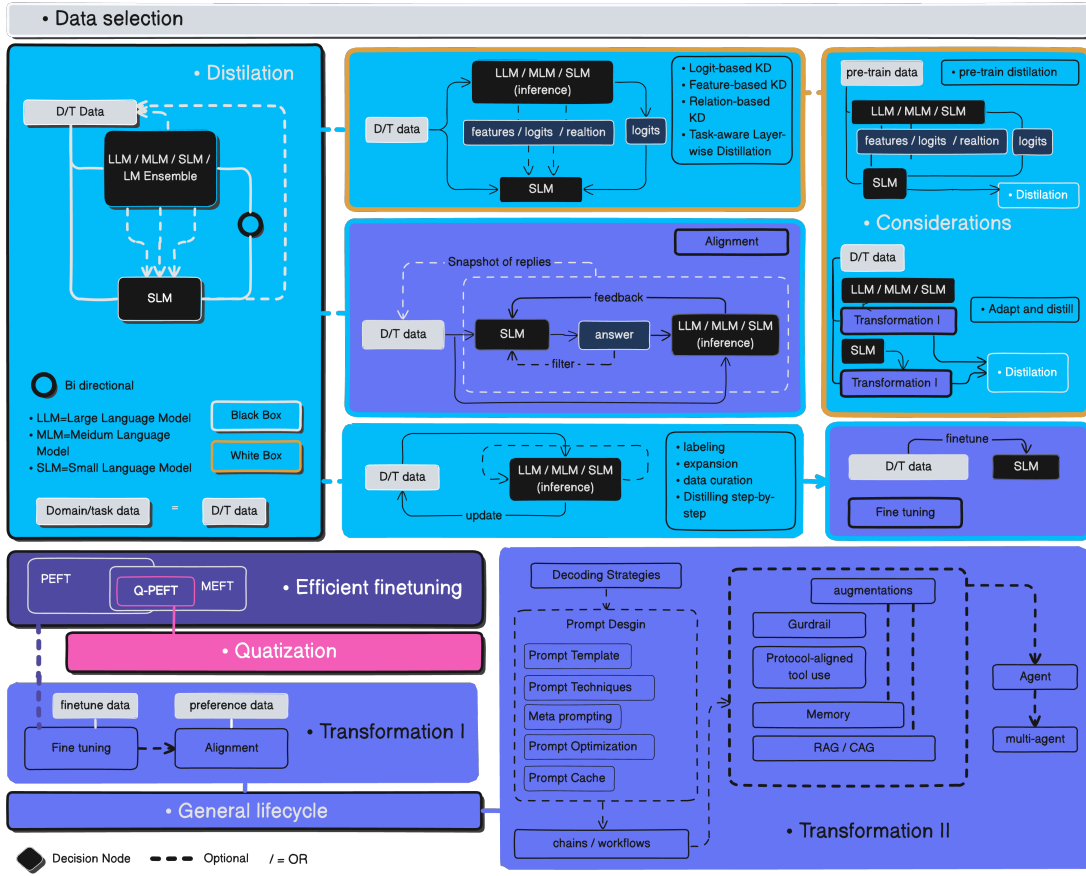 • Data selection
• Distilation
D/T Data
LLM / MLM / SLM /
LM Ensemble
SLM
Bi directional
• LLM=Large Language Model
• MLM=Meidum Language
Model
• SLM=Small Language Model
Black Box
White Box
Domain/task data
=
D/T data
D/T data
LLM / MLM / SLM
(inference)
features / logits / realtion
logits
SLM
• Logit-based KD
• Feature-based KD
• Relation-based
KD
• Task-aware Layer-
wise Distillation
Alignment
Snapshot of replies
D/T data
SLM
feedback
answer
filter
LLM / MLM / SLM
(inference)
D/T data
LLM / MLM / SLM
(inference)
update
• labeling
• expansion
• data curation
• Distilling step-by-
step
pre-train data
• pre-train distilation
LLM / MLM / SLM
features / logits / realtion
logits
SLM
• Distilation
• Considerations
D/T data
LLM / MLM / SLM
Transformation I
• Adapt and distill
SLM
Transformation I
• Distilation
finetune
D/T data
SLM
Fine tuning
PEFT
Q-PEFT
MEFT
• Efficient finetuning
• Quatization
finetune data
preference data
Fine tuning
Alignment
• Transformation I
• General lifecycle
Decoding Strategies
Prompt Desgin
Prompt Template
Prompt Techniques
Meta prompting
Prompt Optimization
Prompt Cache
chains / workflows
augmentations
Gurdrail
Protocol-aligned
tool use
Memory
RAG / CAG
Agent
multi-agent
• Transformation II
Decision Node
Optional
/ = OR